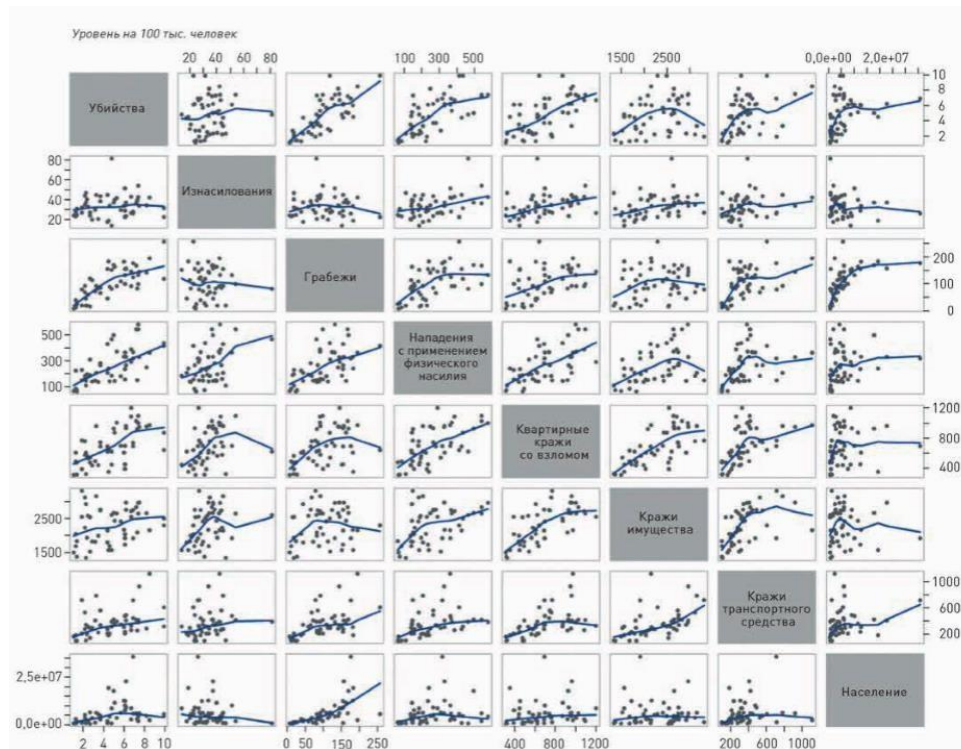 Уровень на 100 тыс. человек
20 40 60 80 100 300 500 1500 2500 0,0e+00 2,0e+07
Убийства
10
8
6
4
2
80
60
40
20
Изнасилования
Грабежи
200
100
0
500
300
100
Нападения
с применением
физического
насилия
Квартирные
кражи
со взломом
1200
800
400
2500
1500
Кражи
имущества
Кражи
транспортного
средства
1000
600
400
200
2,5e+07
0,0e+00
Население
2 4 6 8 10 0 50 150 250 400 800 1200 200 600 1000